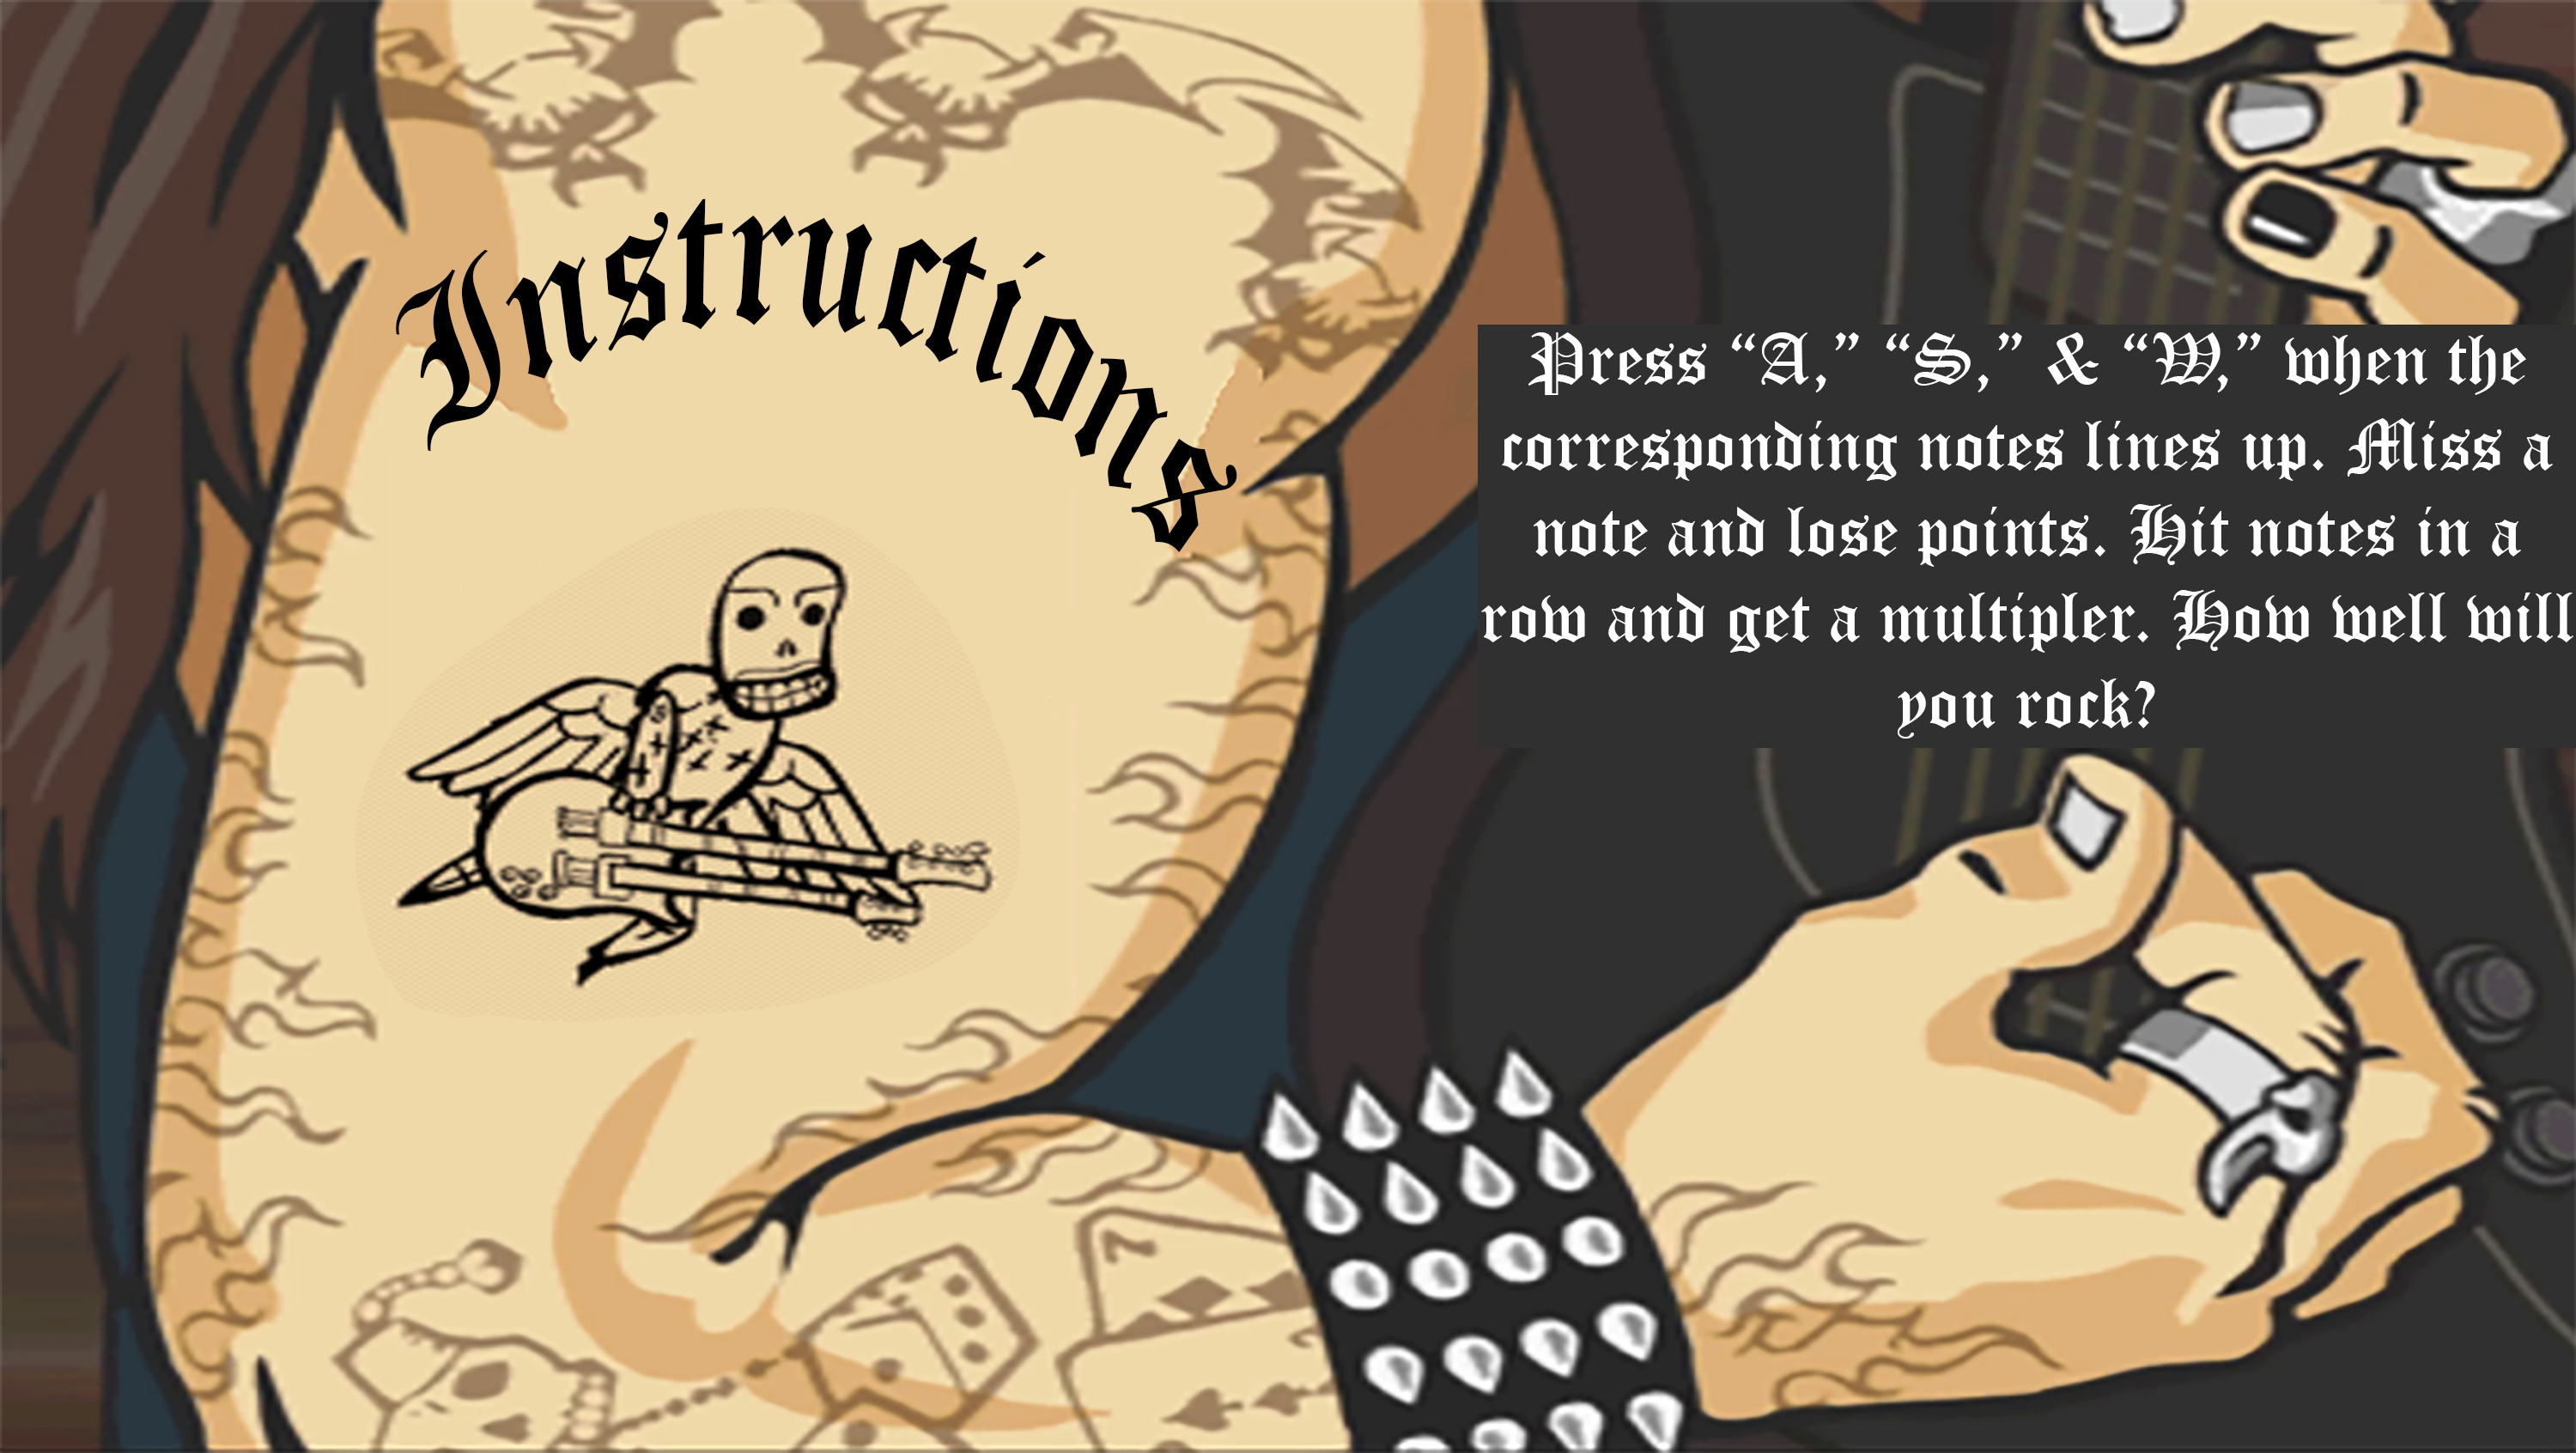 Instructions
Press “A,” “S,” & “W,” when the
corresponding notes lines up. Miss a
note and lose points. Hit notes in a
row and get a multipler. How well will
you rock?